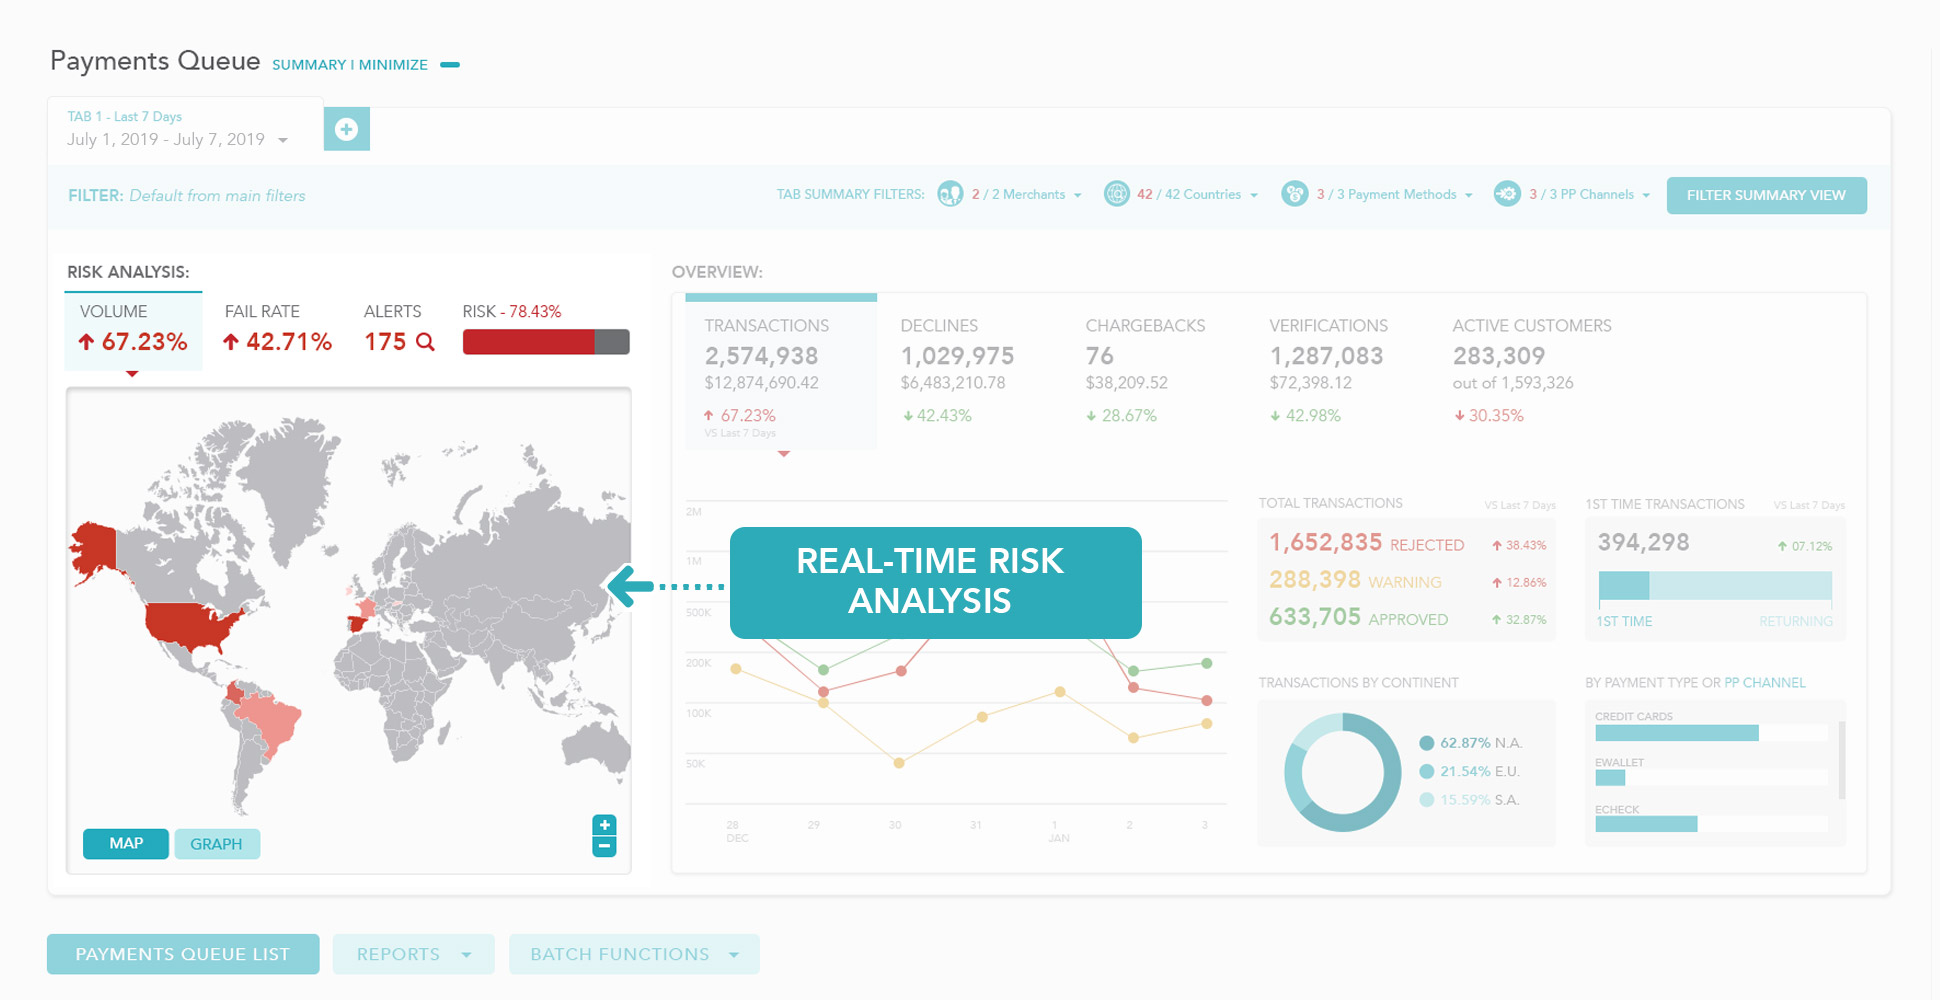 Payments Queue SUMMARY | MINIMIZE
TAB 1 - Last 7 Days
July 1, 2019 - July 7, 2019
FILTER: Default from main filters
TAB SUMMARY FILTERS: 2 / 2 Merchants 42 / 42 Countries 3 / 3 Payment Methods 3 / 3 PP Channels FILTER SUMMARY VIEW
RISK ANALYSIS:
VOLUME FAIL RATE ALERTS RISK - 78.43%
67.23% 42.71% 175
MAP GRAPH
+
−
OVERVIEW:
TRANSACTIONS DECLINES CHARGEBACKS VERIFICATIONS ACTIVE CUSTOMERS
2,574,938 1,029,975 76 1,287,083 283,309
$12,874,690.42 $6,483,210.78 $38,209.52 $72,398.12 out of 1,593,326
67.23% 42.43% 28.67% 42.98% 30.35%
VS Last 7 Days
REAL-TIME RISK
ANALYSIS
2M
1M
500K
200K
100K
50K
28 29 30 31 1 2 3
DEC JAN
TOTAL TRANSACTIONS VS Last 7 Days
1,652,835 REJECTED 38.43%
288,398 WARNING 12.86%
633,705 APPROVED 32.87%
1ST TIME TRANSACTIONS VS Last 7 Days
394,298 07.12%
1ST TIME RETURNING
TRANSACTIONS BY CONTINENT
62.87% N.A.
21.54% E.U.
15.59% S.A.
BY PAYMENT TYPE OR PP CHANNEL
CREDIT CARDS
EWALLET
ECHECK
PAYMENTS QUEUE LIST REPORTS BATCH FUNCTIONS